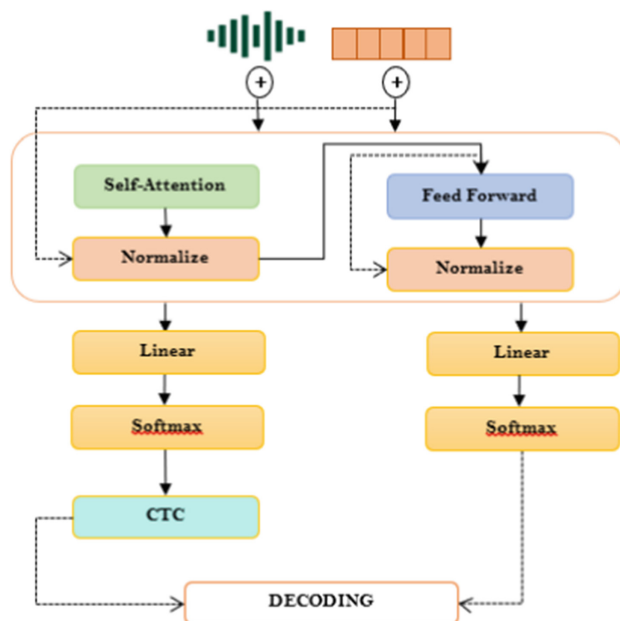 Self-Attention
Normalize
Feed Forward
Normalize
Linear
Softmax
CTC
Linear
Softmax
DECODING